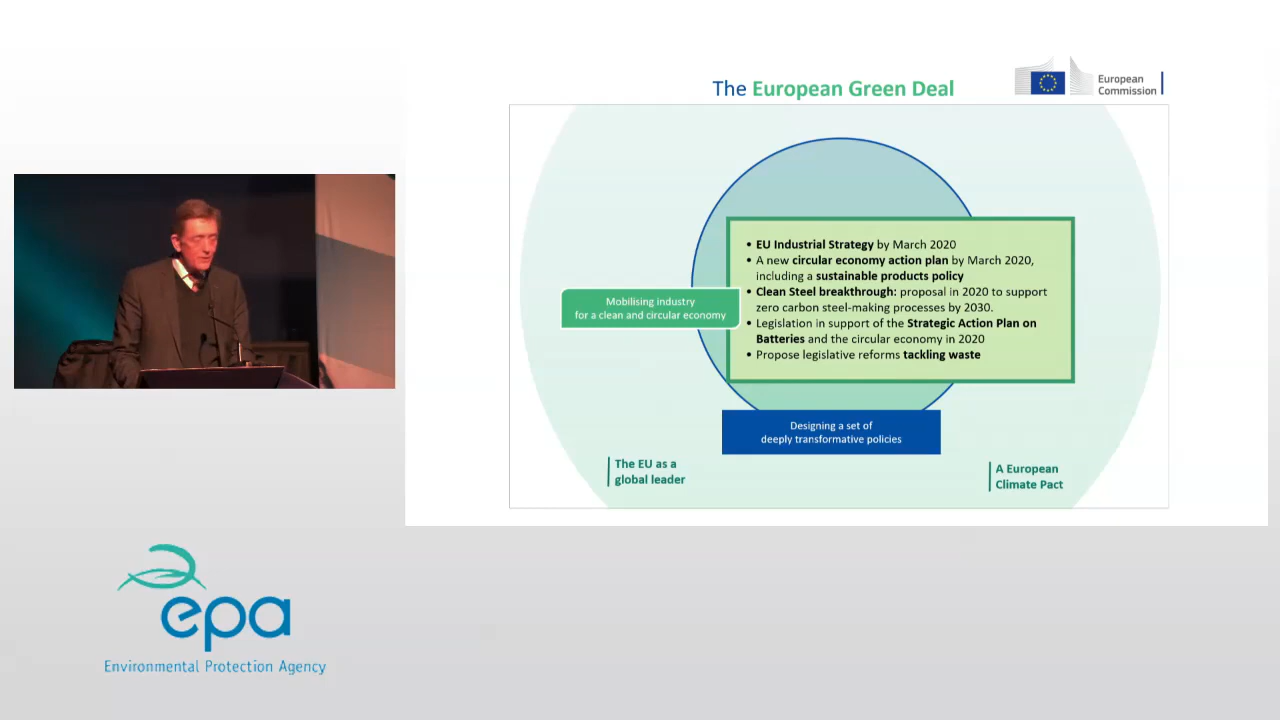 The European Green Deal
European
Commission
• EU Industrial Strategy by March 2020
• A new circular economy action plan by March 2020,
including a sustainable products policy
• Clean Steel breakthrough: proposal in 2020 to support
zero carbon steel-making processes by 2030.
• Legislation in support of the Strategic Action Plan on
Batteries and the circular economy in 2020
• Propose legislative reforms tackling waste
Mobilising industry
for a clean and circular economy
Designing a set of
deeply transformative policies
The EU as a
global leader
A European
Climate Pact
epa
Environmental Protection Agency